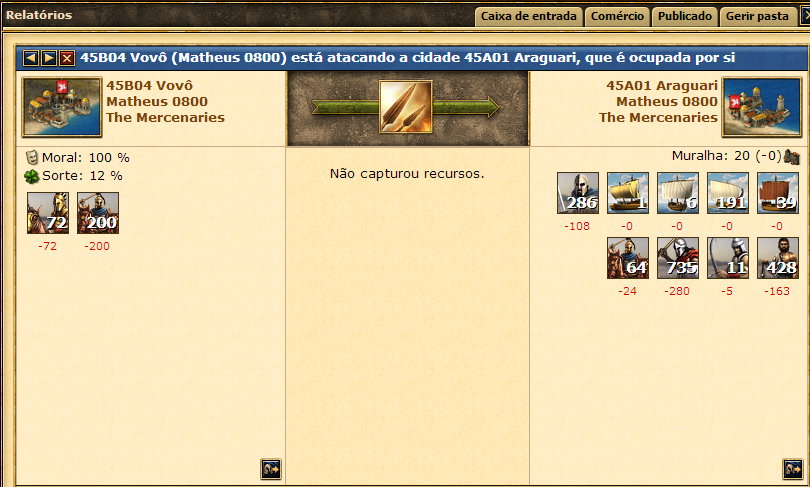 Relatórios
Caixa de entrada Comércio Publicado Gerir pasta
45B04 Vovô (Matheus 0800) está atacando a cidade 45A01 Araguari, que é ocupada por si
45B04 Vovô
Matheus 0800
The Mercenaries
45A01 Araguari
Matheus 0800
The Mercenaries
Moral: 100 %
Sorte: 12 %
72 200
-72 -200
Não capturou recursos.
Muralha: 20 (-0)
286 1 6 191 39
-108 -0 -0 -0 -0
64 735 11 428
-24 -280 -5 -163